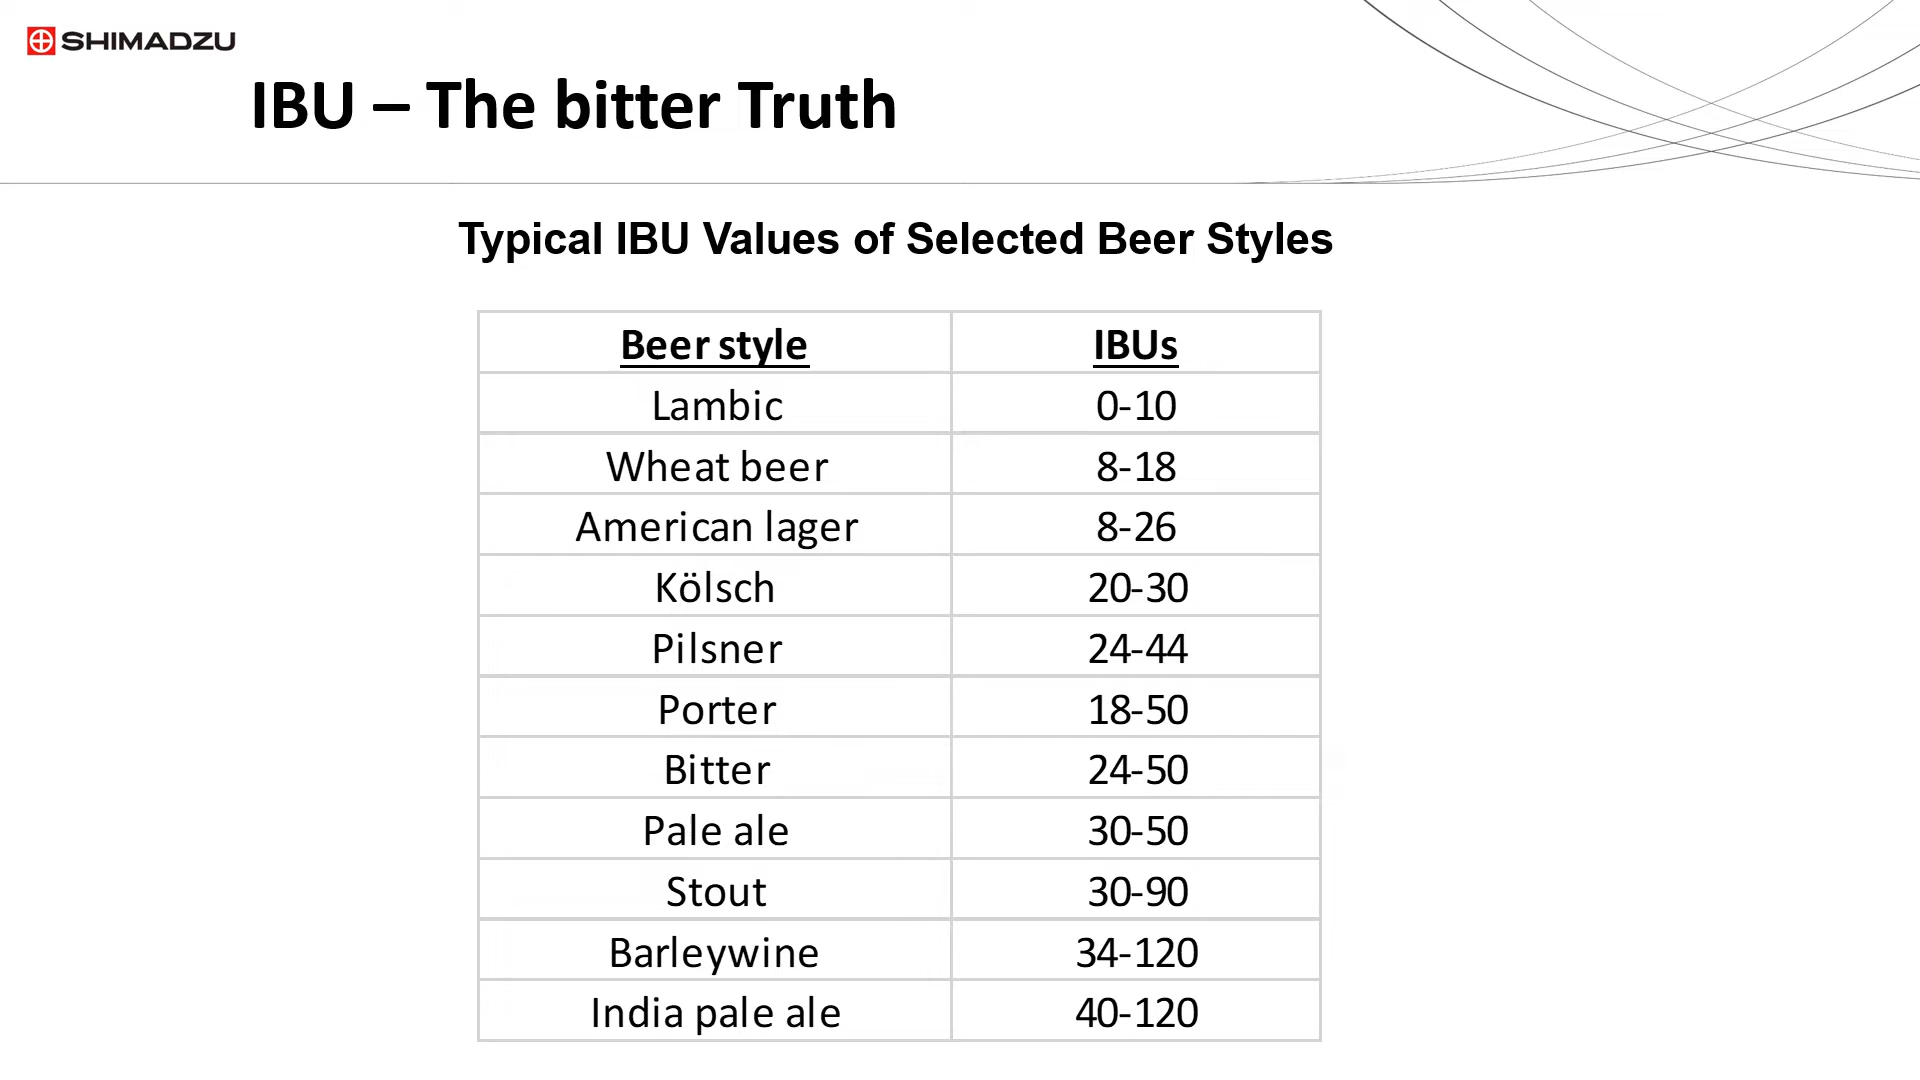 SHIMADZU
IBU – The bitter Truth
Typical IBU Values of Selected Beer Styles
Beer style IBUs
Lambic 0-10
Wheat beer 8-18
American lager 8-26
Kölsch 20-30
Pilsner 24-44
Porter 18-50
Bitter 24-50
Pale ale 30-50
Stout 30-90
Barleywine 34-120
India pale ale 40-120